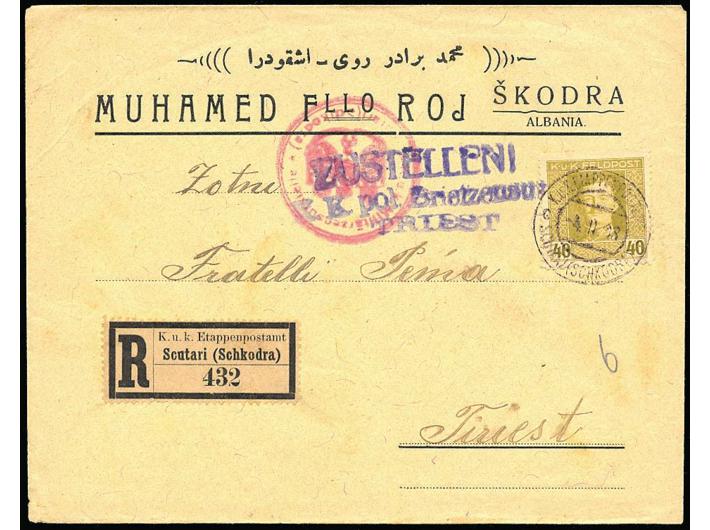 محمد برادر روی - اشقودرا
MUHAMED FLLO ROJ
ŠKODRA
ALBANIA.
ZUSTELLEN!
K. pol. Briefzensur
TRIEST
K.u.K. FELDPOST
40 40
Zotni
Fratelli Pema
R
K. u. k. Etappenpostamt
Scutari (Schkodra)
432
6
Triest